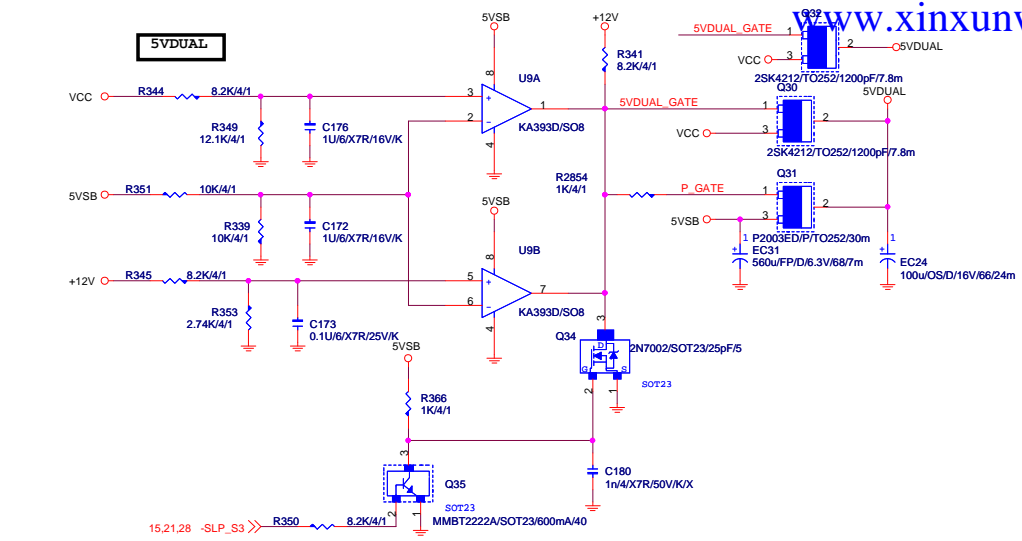 www.xinxunw
5VDUAL
5VSB
+12V
Q32
5VDUAL_GATE
1
2
5VDUAL
VCC
3
2SK4212/TO252/1200pF/7.8m
R341
8.2K/4/1
8
U9A
Q30
5VDUAL
VCC
R344
8.2K/4/1
3
+
1
5VDUAL_GATE
1
2
-
2
KA393D/SO8
VCC
3
R349
12.1K/4/1
C176
1U/6/X7R/16V/K
4
2SK4212/TO252/1200pF/7.8m
R2854
1K/4/1
P_GATE
Q31
1
2
5VSB
R351
10K/4/1
5VSB
5VSB
3
R339
10K/4/1
C172
1U/6/X7R/16V/K
8
U9B
P2003ED/P/TO252/30m
1
+
EC31
560u/FP/D/6.3V/68/7m
1
+
EC24
100u/OS/D/16V/66/24m
+12V
R345
8.2K/4/1
5
+
7
6
-
KA393D/SO8
R353
2.74K/4/1
C173
0.1U/6/X7R/25V/K
4
3
Q34
D
G
S
2N7002/SOT23/25pF/5
SOT23
2
1
5VSB
R366
1K/4/1
3
Q35
SOT23
MMBT2222A/SOT23/600mA/40
2
1
C180
1n/4/X7R/50V/K/X
15,21,28 -SLP_S3
R350
8.2K/4/1